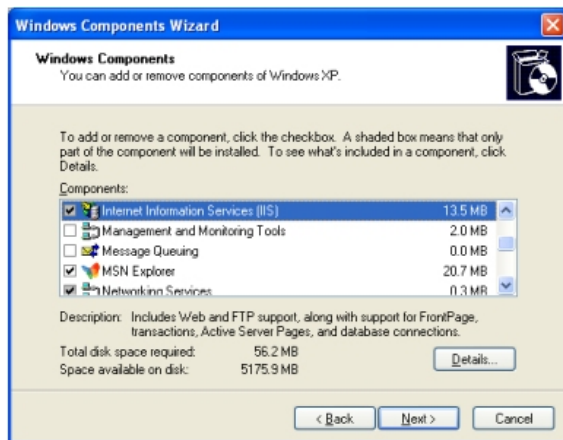 Windows Components Wizard
Windows Components
You can add or remove components of Windows XP.
To add or remove a component, click the checkbox. A shaded box means that only
part of the component will be installed. To see what's included in a component, click
Details.
Components:
Internet Information Services (IIS) 13.5 MB
Management and Monitoring Tools 2.0 MB
Message Queuing 0.0 MB
MSN Explorer 20.7 MB
Networking Services 0.3 MB
Description: Includes Web and FTP support, along with support for FrontPage,
transactions, Active Server Pages, and database connections.
Total disk space required: 56.2 MB
Space available on disk: 5175.9 MB
Details...
< Back Next > Cancel